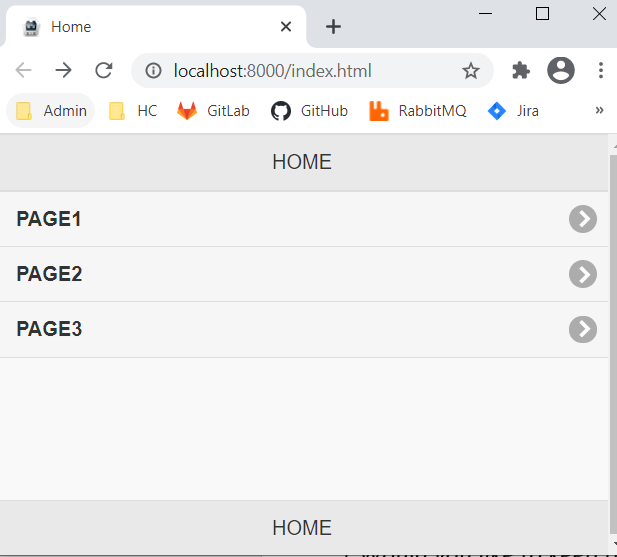 Home
localhost:8000/index.html
Admin HC GitLab GitHub RabbitMQ Jira »
HOME
PAGE1
PAGE2
PAGE3
HOME